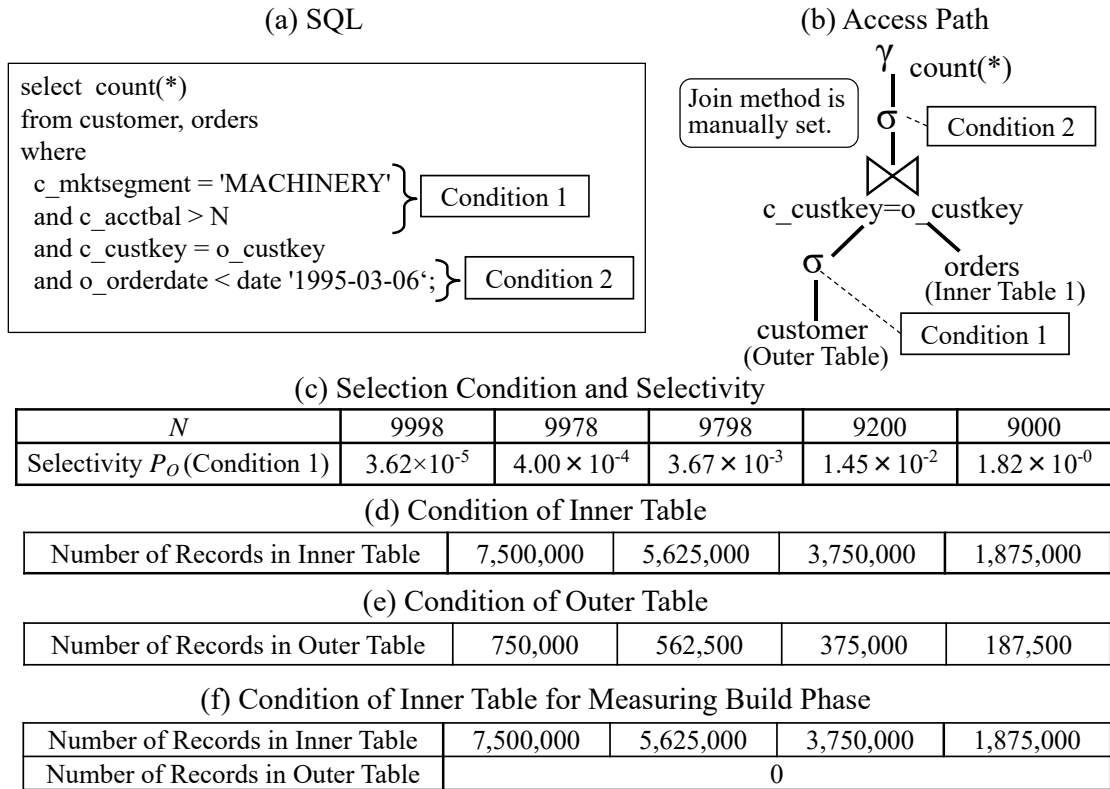 (a) SQL
select count(*)
from customer, orders
where
c_mktsegment = 'MACHINERY'
and c_acctbal > N
Condition 1
and c_custkey = o_custkey
and o_orderdate < date '1995-03-06‘;
Condition 2
(b) Access Path
γ
count(*)
Join method is
manually set.
σ
Condition 2
c_custkey=o_custkey
σ
orders
(Inner Table 1)
customer
(Outer Table)
Condition 1
(c) Selection Condition and Selectivity
N 9998 9978 9798 9200 9000
Selectivity P_O (Condition 1) 3.62×10^-5 4.00 × 10^-4 3.67 × 10^-3 1.45 × 10^-2 1.82 × 10^-0
(d) Condition of Inner Table
Number of Records in Inner Table 7,500,000 5,625,000 3,750,000 1,875,000
(e) Condition of Outer Table
Number of Records in Outer Table 750,000 562,500 375,000 187,500
(f) Condition of Inner Table for Measuring Build Phase
Number of Records in Inner Table 7,500,000 5,625,000 3,750,000 1,875,000
Number of Records in Outer Table 0